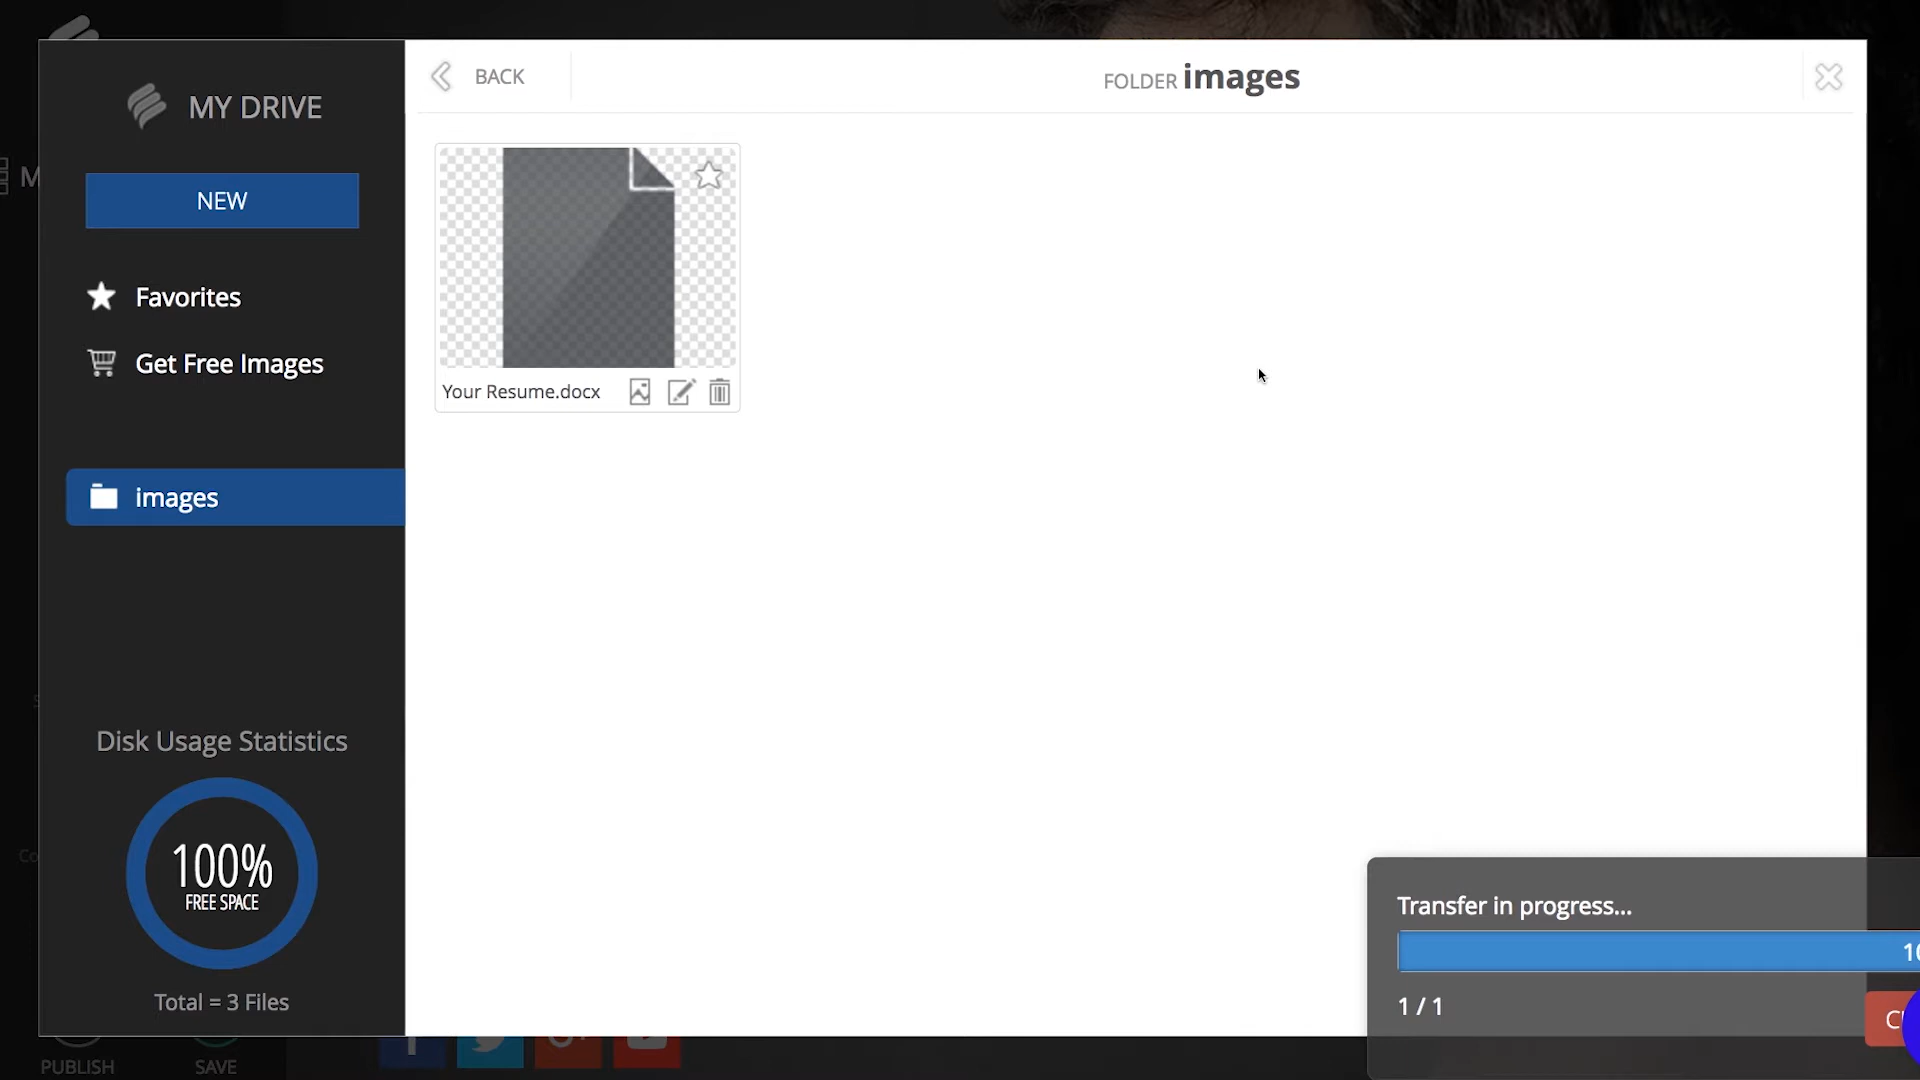 MY DRIVE
NEW
Favorites
Get Free Images
images
Disk Usage Statistics
100%
FREE SPACE
Total = 3 Files
BACK
FOLDER images
Your Resume.docx
Transfer in progress...
1 / 1
PUBLISH
SAVE